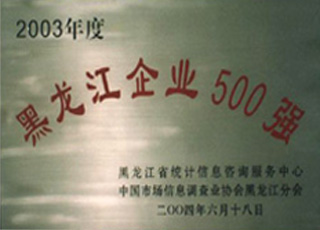 2003年度
黑龙江企业500强
黑龙江省统计信息咨询服务中心
中国市场信息调查业协会黑龙江分会
二〇〇四年六月十八日